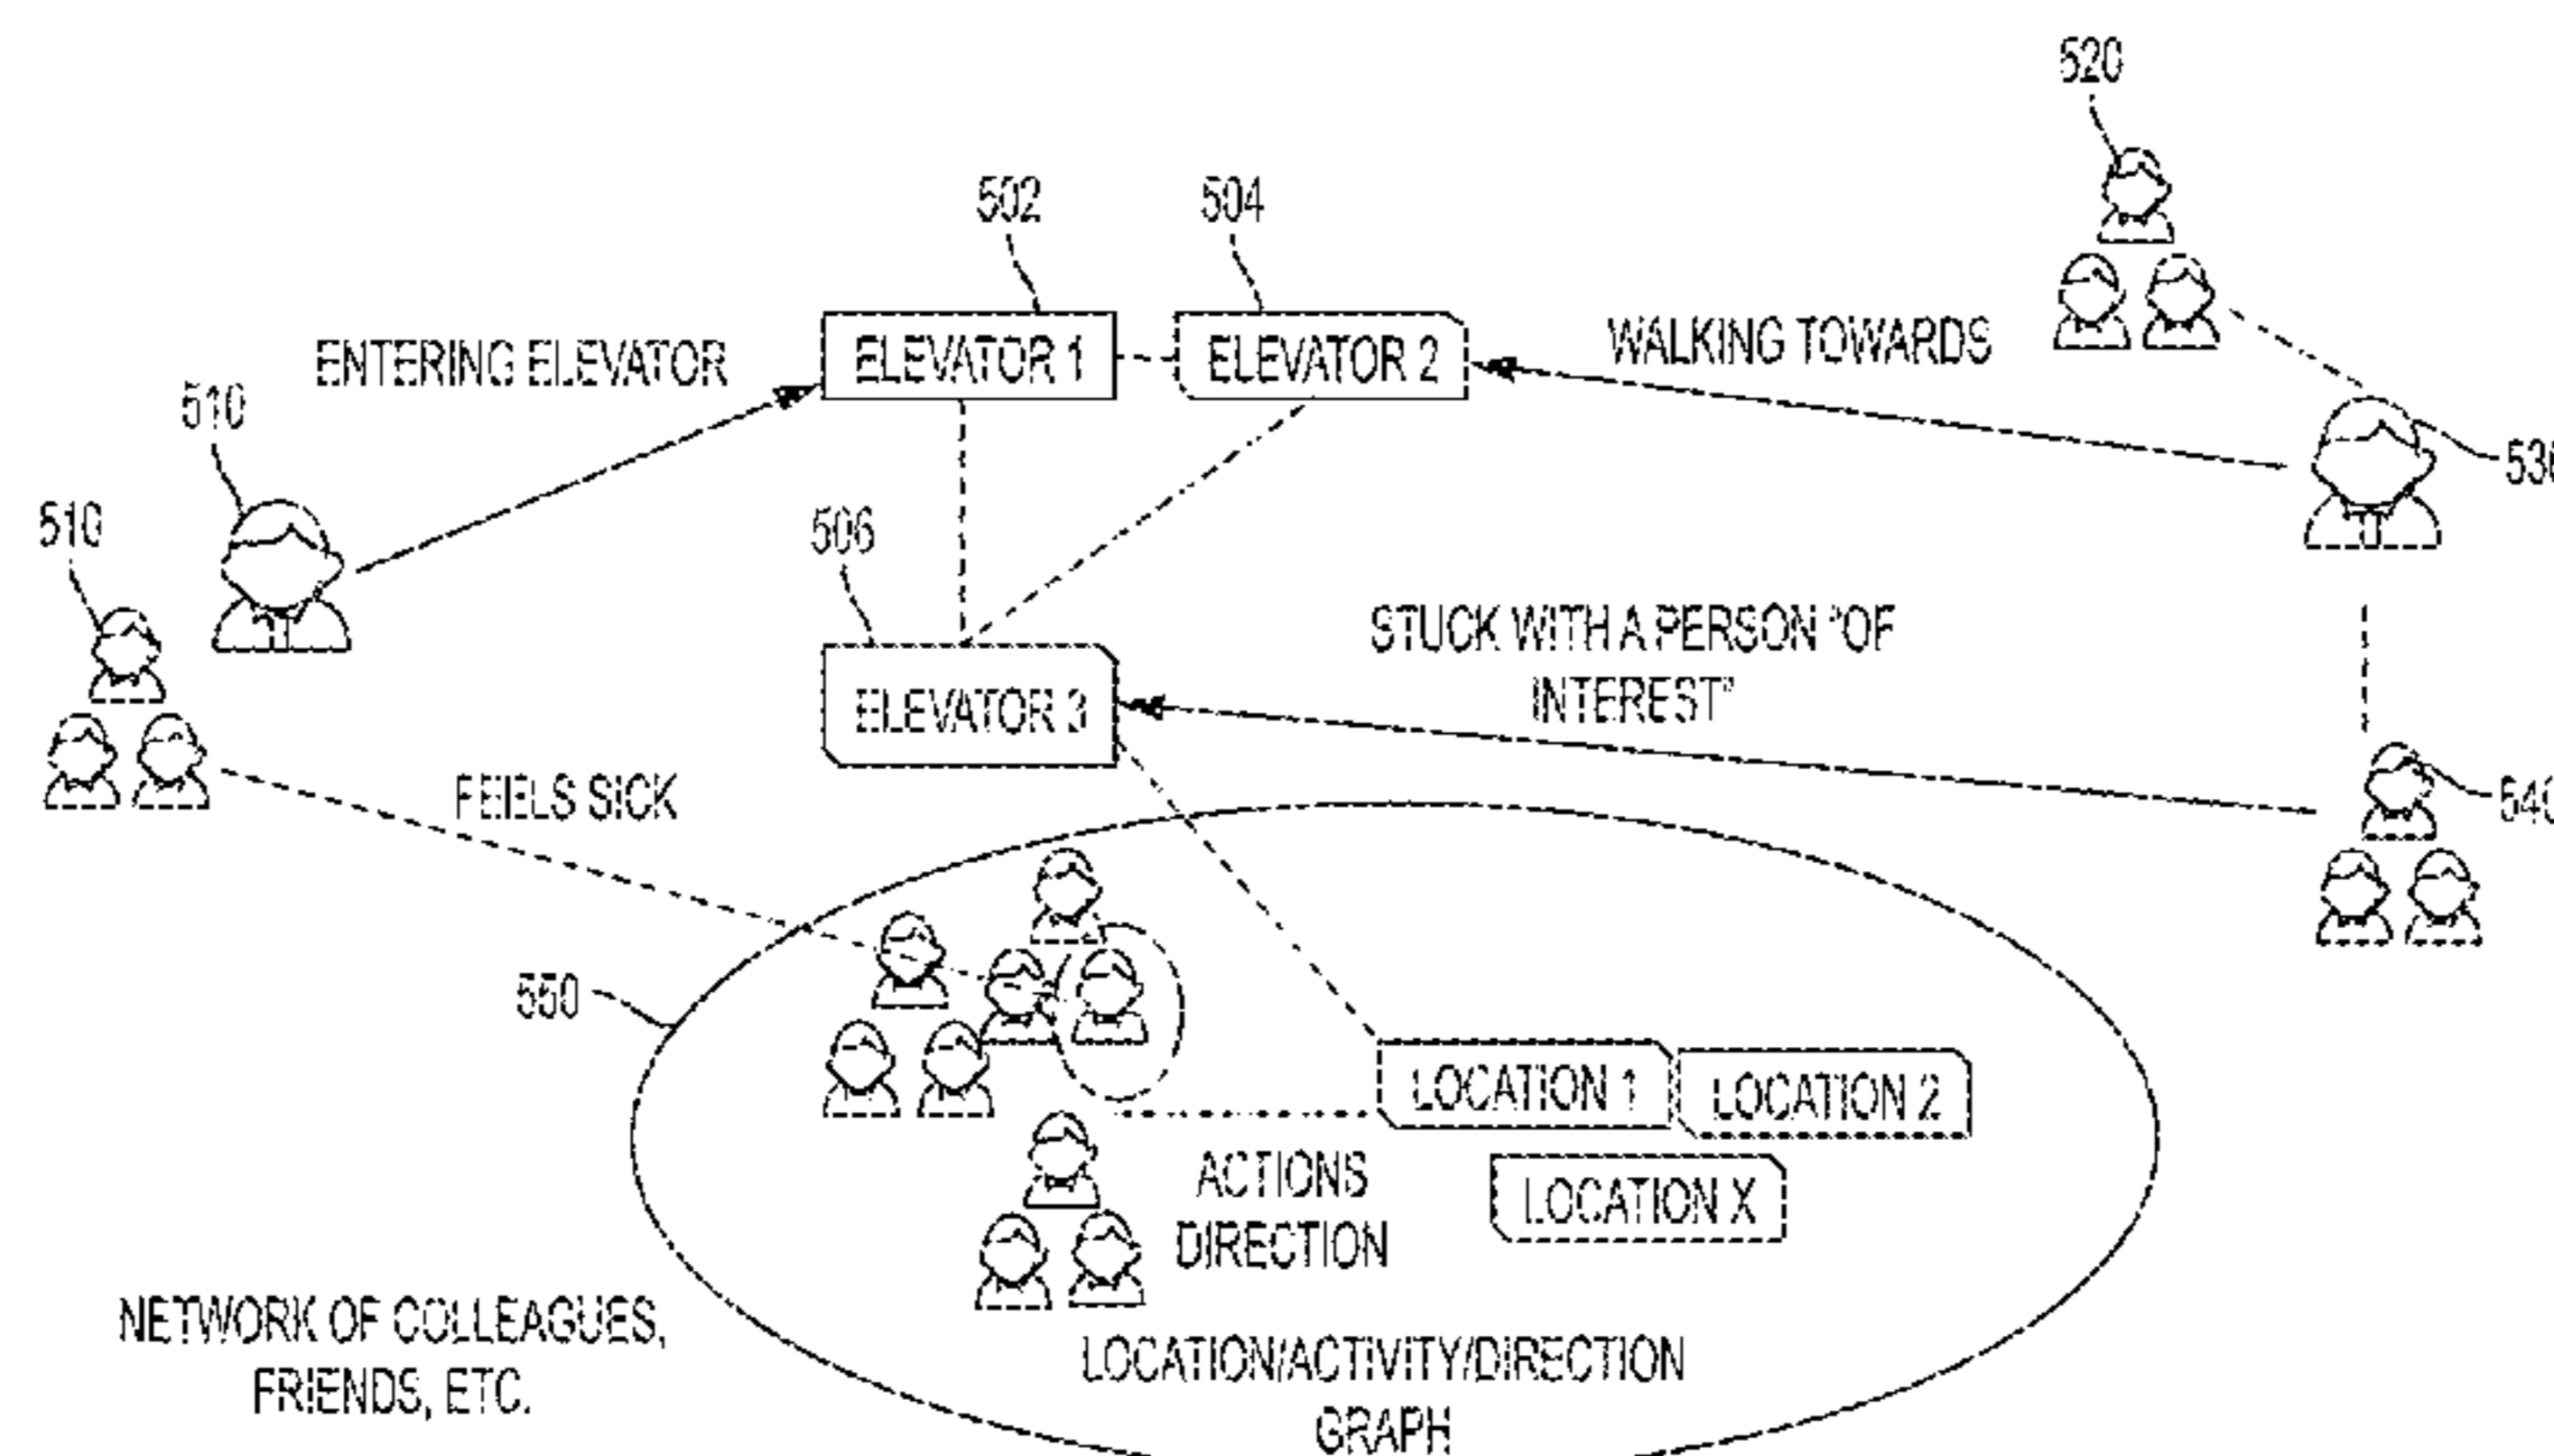 520
502
504
ENTERING ELEVATOR
ELEVATOR 1
ELEVATOR 2
WALKING TOWARDS
510
510
506
STUCK WITH A PERSON "OF
INTEREST"
ELEVATOR 3
FEIELS SICK
550
LOCATION 1
LOCATION 2
ACTIONS
DIRECTION
LOCATION X
NETWORK OF COLLEAGUES,
FRIENDS, ETC.
LOCATION/ACTIVITY/DIRECTION
GRAPH